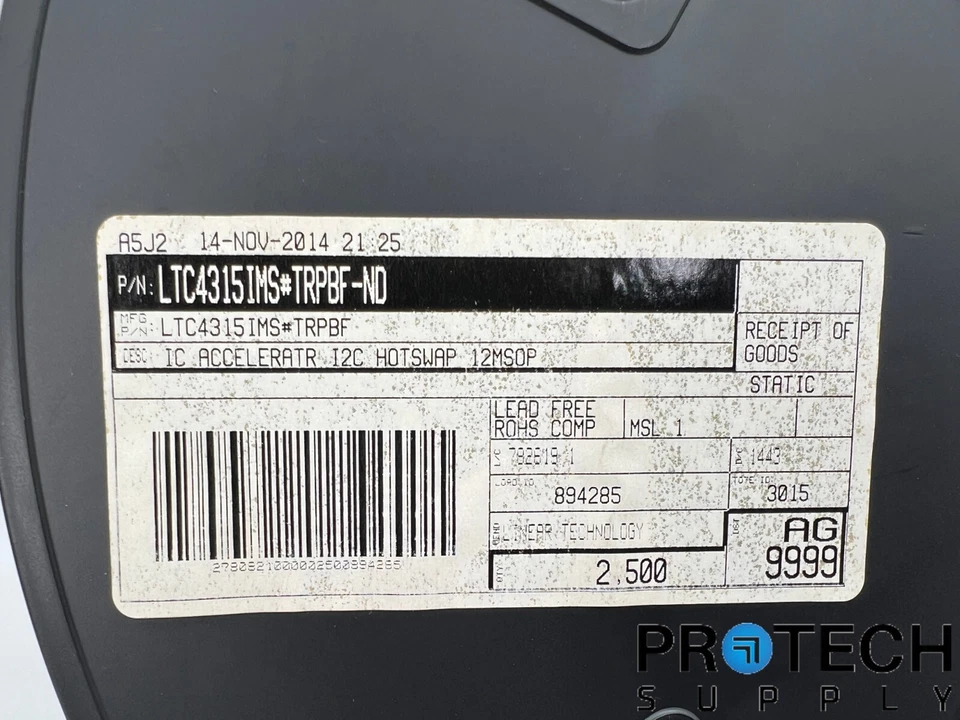 A5J2 14-NOV-2014 21:25
P/N: LTC4315IMS#TRPBF-ND
MFG P/N: LTC4315IMS#TRPBF
DESC: IC ACCELERATR I2C HOTSWAP 12MSOP
RECEIPT OF
GOODS
STATIC
LEAD FREE
ROHS COMP
MSL 1
1443
894285
3015
LINEAR TECHNOLOGY
QTY 2,500
LOT AG
9999
PROTECH
SUPPLY